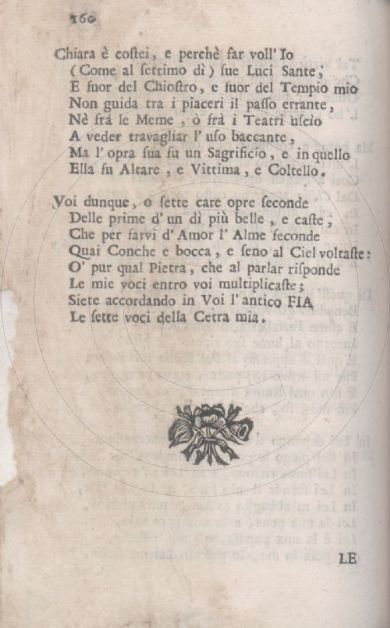 160
Chiara è costei, e perchè far voll' Io
(Come al settimo dì) sue Luci Sante,
E fuor del Chiostro, e fuor del Tempio mio
Non guida tra i piaceri il passo errante,
Nè frà le Meme, ò frà i Teatri uscio
A veder travagliar l' uso baccante,
Ma l' opra sua fu un Sagrificio, e in quello
Ella fu Altare, e Vittima, e Coltello.
Voi dunque, o sette care opre seconde
Delle prime d' un dì più belle, e caste,
Che per farvi d' Amor l' Alme feconde
Quai Conche e bocca, e seno al Ciel voltaste:
O' pur qual Pietra, che al parlar risponde
Le mie voci entro voi multiplicaste;
Siete accordando in Voi l' antico FIA
Le sette voci della Cetra mia.
LE